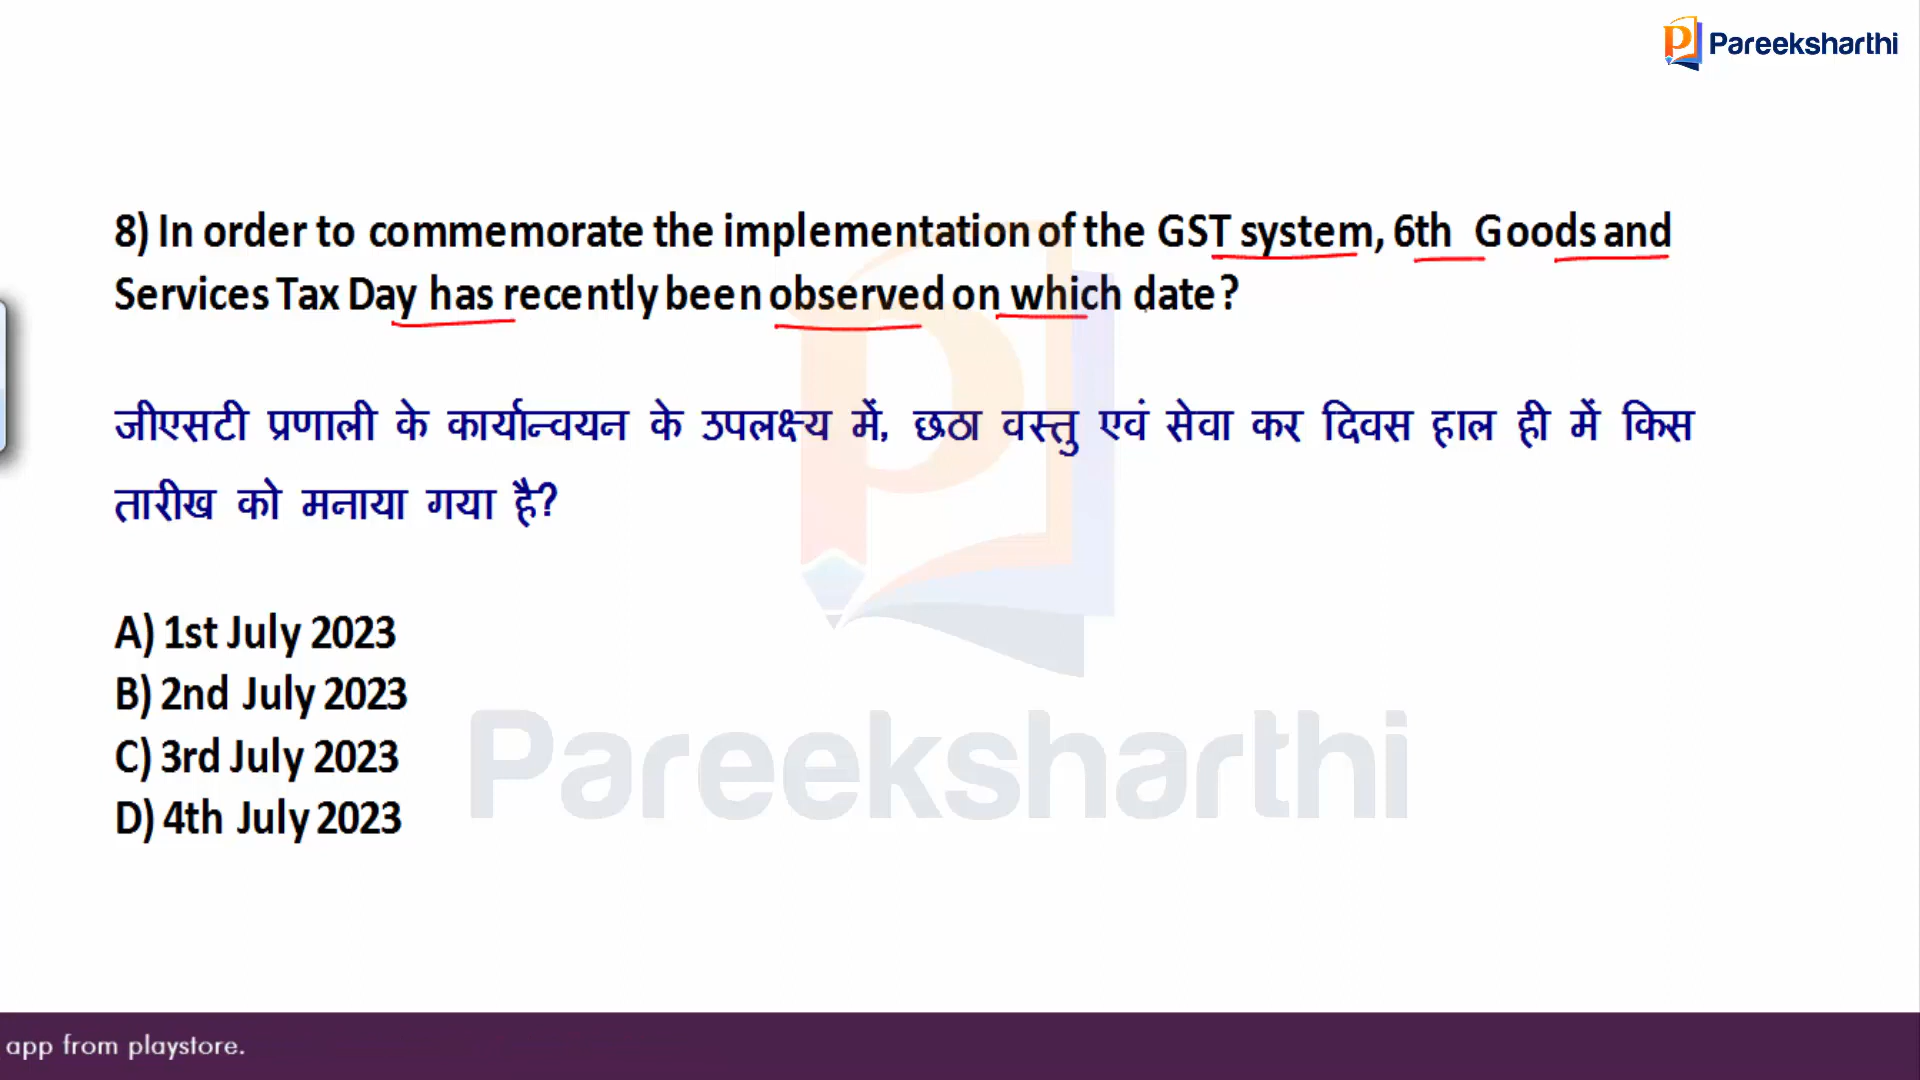 Pareeksharthi
8) In order to commemorate the implementation of the GST system, 6th Goods and
Services Tax Day has recently been observed on which date?
जीएसटी प्रणाली के कार्यान्वयन के उपलक्ष्य में, छठा वस्तु एवं सेवा कर दिवस हाल ही में किस
तारीख को मनाया गया है?
A) 1st July 2023
B) 2nd July 2023
C) 3rd July 2023
D) 4th July 2023
Pareeksharthi
app from playstore.